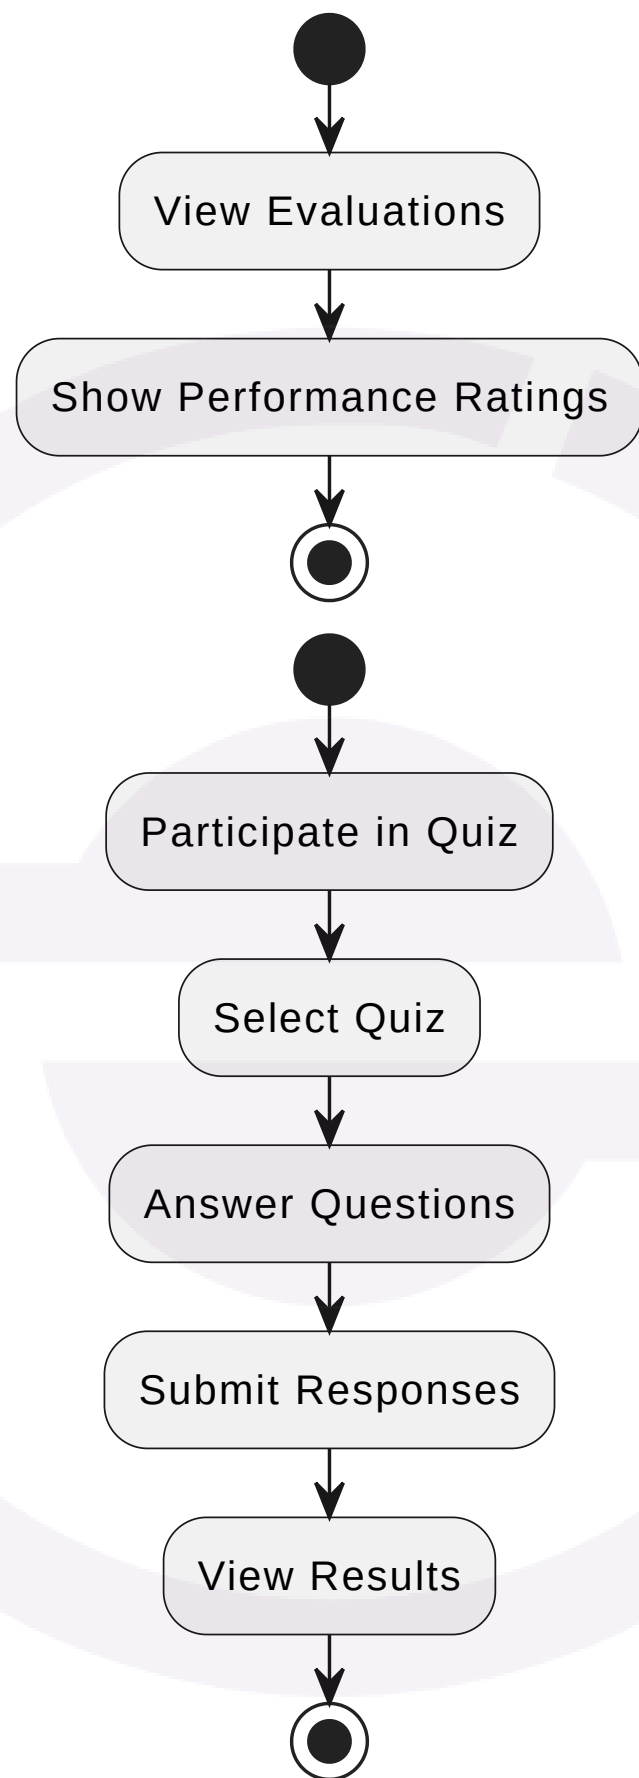 View Evaluations
Show Performance Ratings
Participate in Quiz
Select Quiz
Answer Questions
Submit Responses
View Results